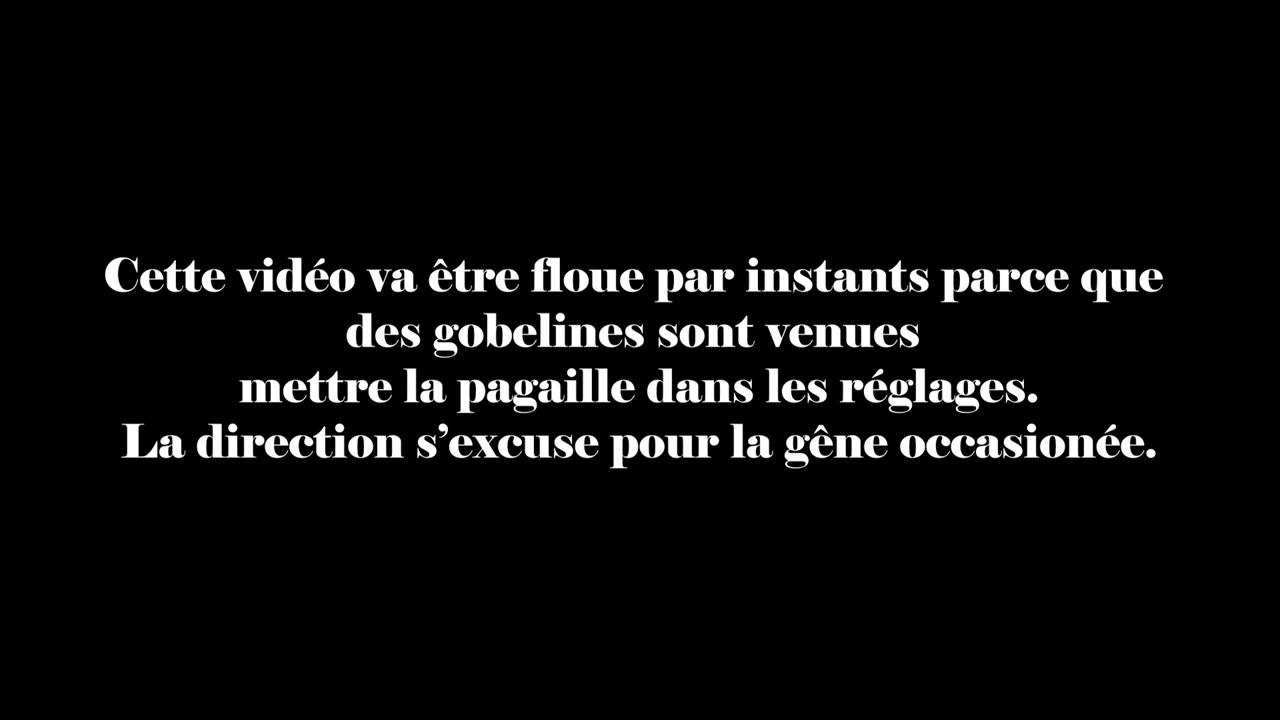 Cette vidéo va être floue par instants parce que
des gobelines sont venues
mettre la pagaille dans les réglages.
La direction s’excuse pour la gêne occasionée.